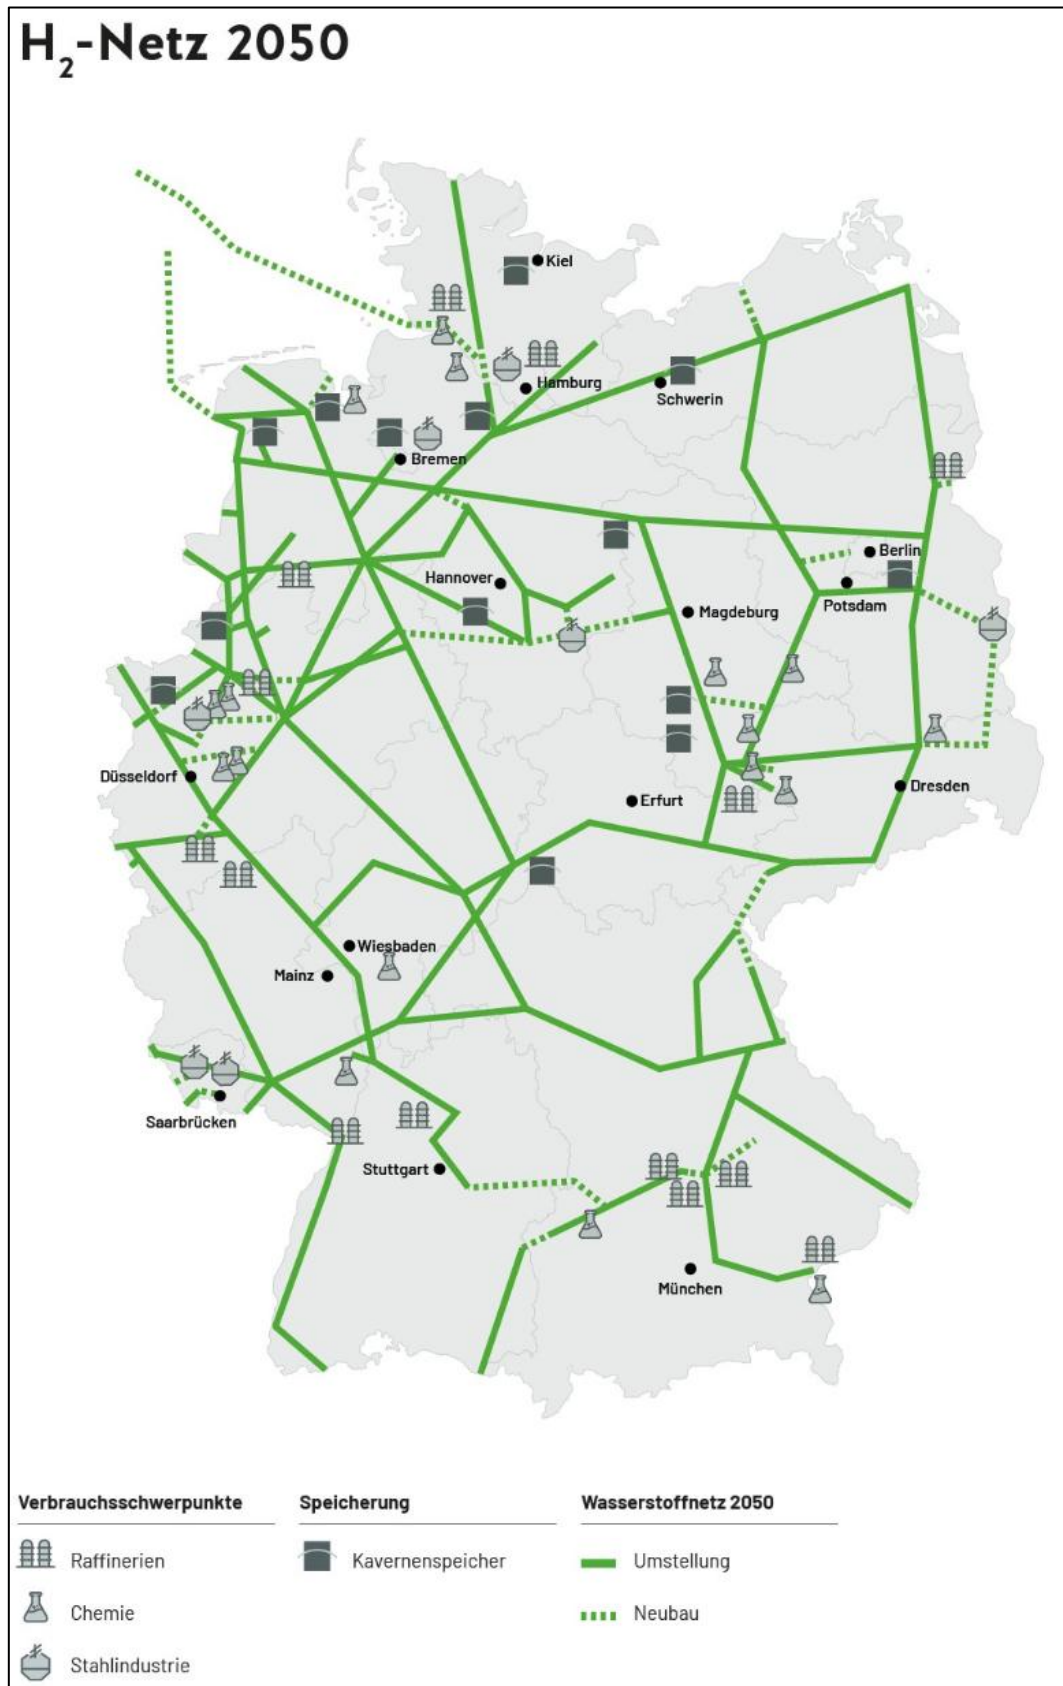 H₂-Netz 2050
Kiel
Hamburg
Schwerin
Bremen
Berlin
Hannover
Potsdam
Magdeburg
Düsseldorf
Erfurt
Dresden
Wiesbaden
Mainz
Saarbrücken
Stuttgart
München
Verbrauchsschwerpunkte
Raffinerien
Chemie
Stahlindustrie
Speicherung
Kavernenspeicher
Wasserstoffnetz 2050
Umstellung
Neubau